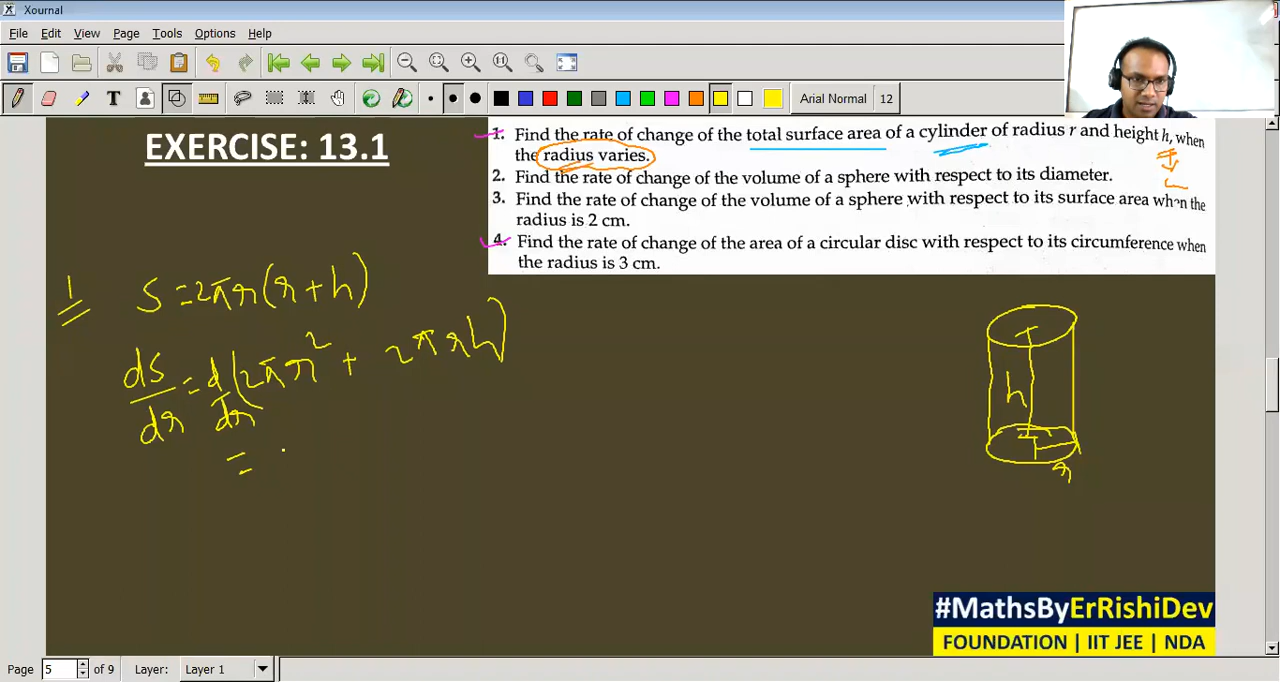 Xournal
File Edit View Page Tools Options Help
Arial Normal 12
EXERCISE: 13.1
1. Find the rate of change of the total surface area of a cylinder of radius r and height h, when
the radius varies.
2. Find the rate of change of the volume of a sphere with respect to its diameter.
3. Find the rate of change of the volume of a sphere with respect to its surface area when the
radius is 2 cm.
4. Find the rate of change of the area of a circular disc with respect to its circumference when
the radius is 3 cm.
1 S = 2πr(r+h)
dS/dr = d/dr (2πr² + 2πrh)
=
h
r
#MathsByErRishiDev
FOUNDATION | IIT JEE | NDA
Page 5 of 9 Layer: Layer 1